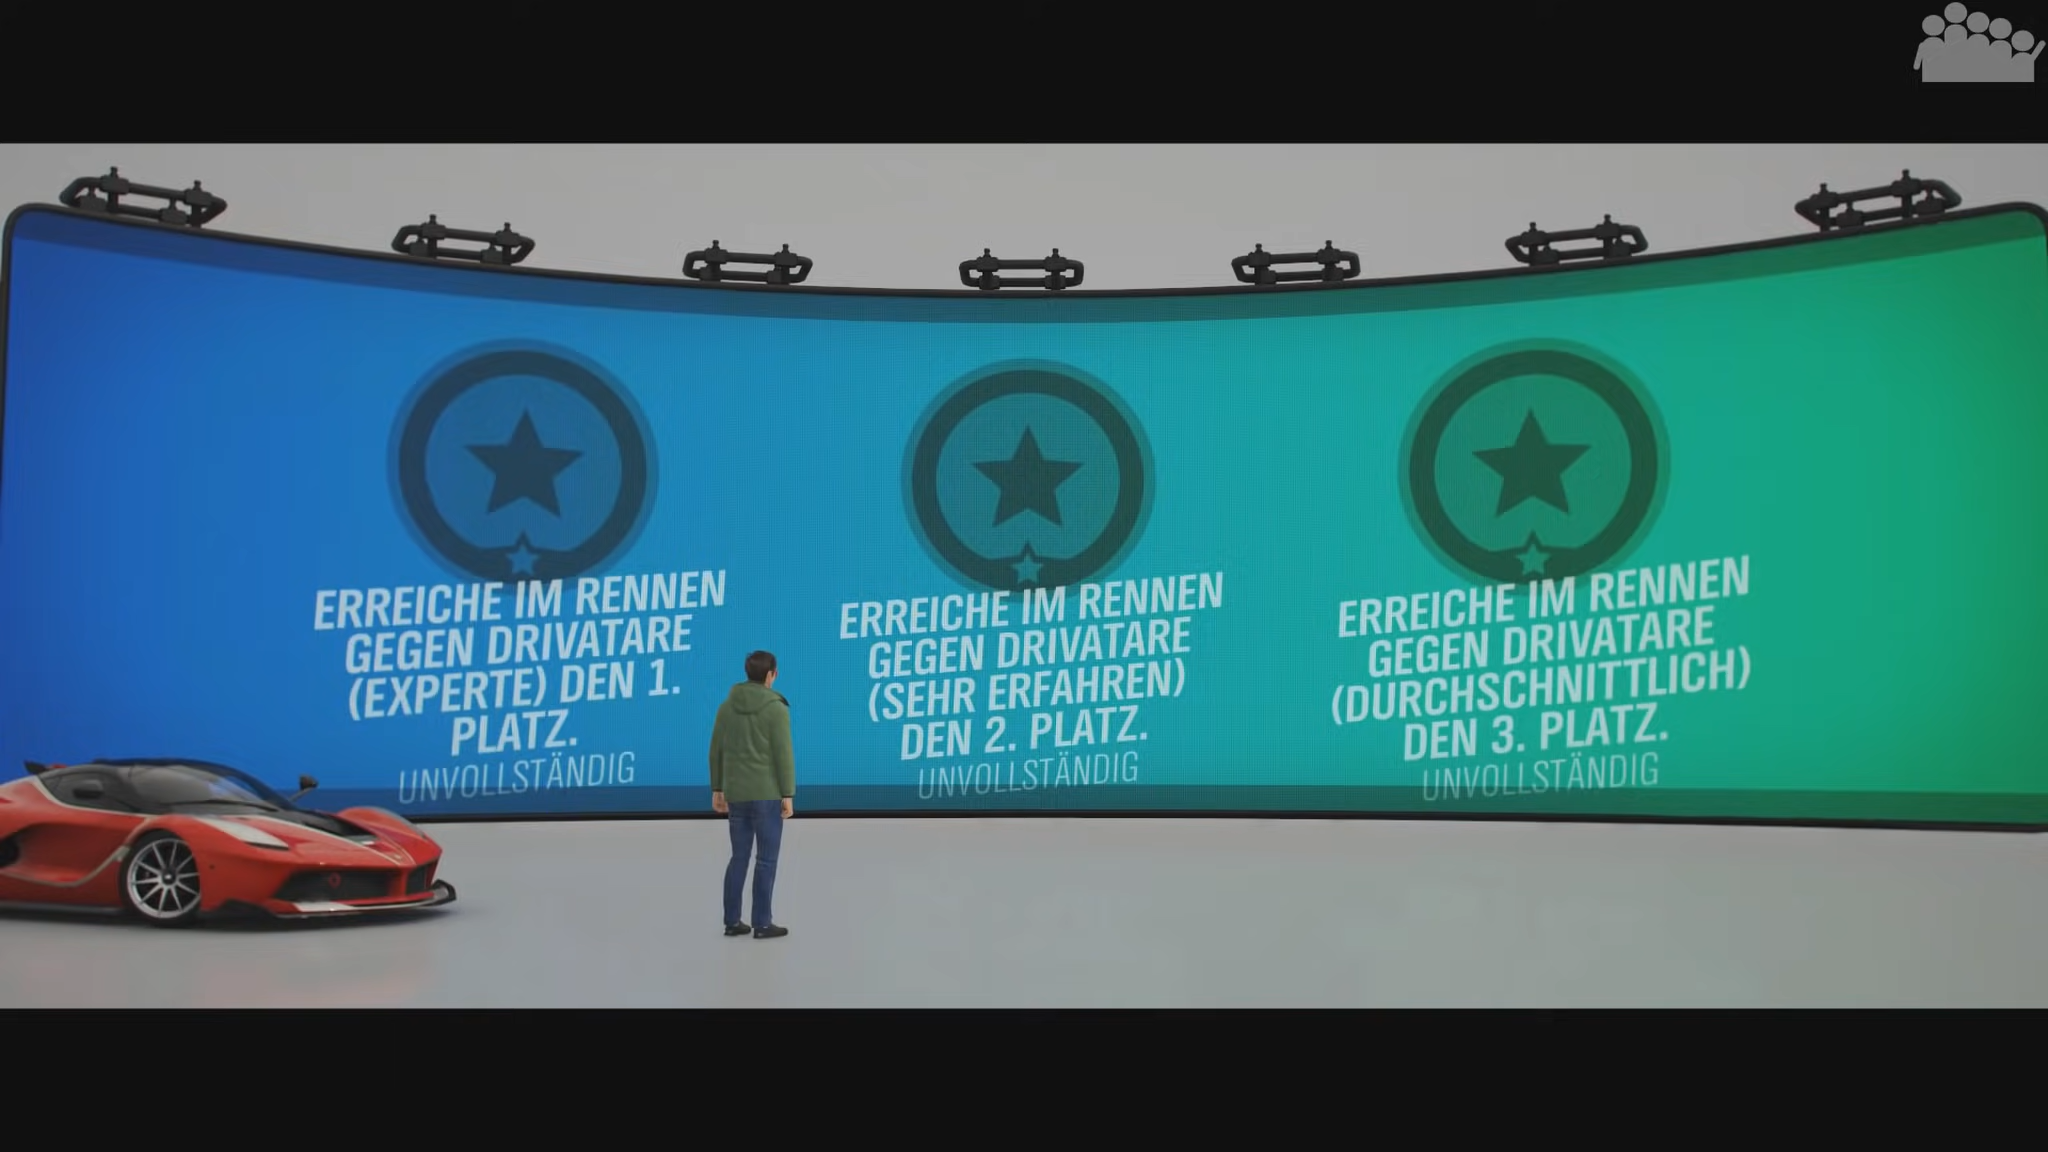 ERREICHE IM RENNEN
GEGEN DRIVATARE
(EXPERTE) DEN 1.
PLATZ.
UNVOLLSTÄNDIG
ERREICHE IM RENNEN
GEGEN DRIVATARE
(SEHR ERFAHREN)
DEN 2. PLATZ.
UNVOLLSTÄNDIG
ERREICHE IM RENNEN
GEGEN DRIVATARE
(DURCHSCHNITTLICH)
DEN 3. PLATZ.
UNVOLLSTÄNDIG